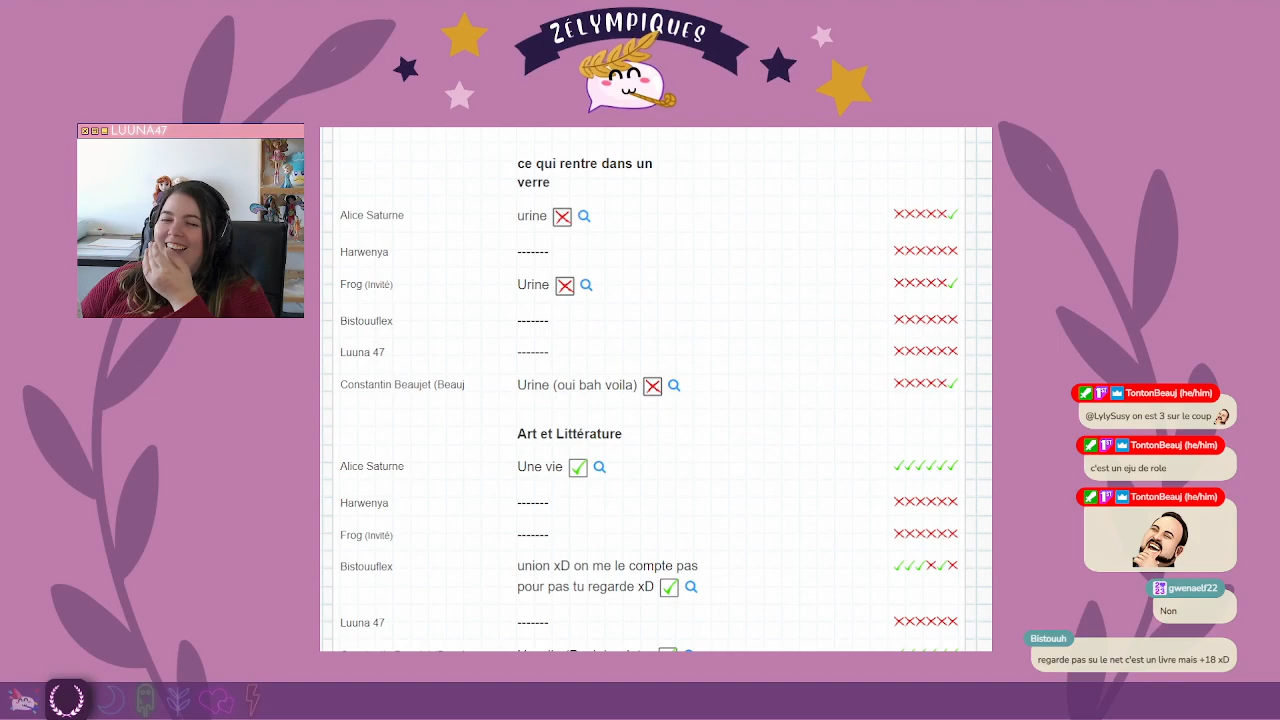 ZÉLYMPIQUES
LUUNA47
ce qui rentre dans un
verre
Alice Saturne
urine
Harwenya
-------
Frog (Invité)
Urine
Bistouuflex
-------
Luuna 47
-------
Constantin Beaujet (Beauj
Urine (oui bah voila)
Art et Littérature
Alice Saturne
Une vie
Harwenya
-------
Frog (Invité)
-------
Bistouuflex
union xD on me le compte pas
pour pas tu regarde xD
Luuna 47
-------
TontonBeauj (he/him)
@LylySusy on est 3 sur le coup
TontonBeauj (he/him)
c'est un eju de role
TontonBeauj (he/him)
gwenaelf22
Non
Bistouuh
regarde pas su le net c'est un livre mais +18 xD